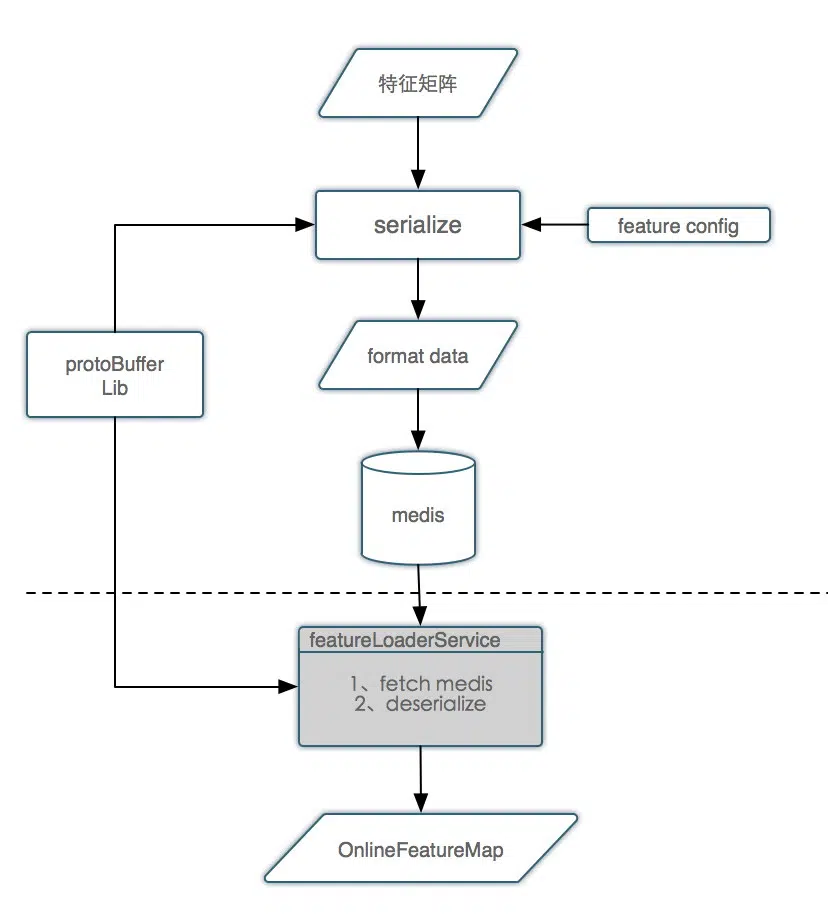 特征矩阵
serialize
feature config
format data
protoBuffer
Lib
medis
featureLoaderService
1、fetch medis
2、deserialize
OnlineFeatureMap